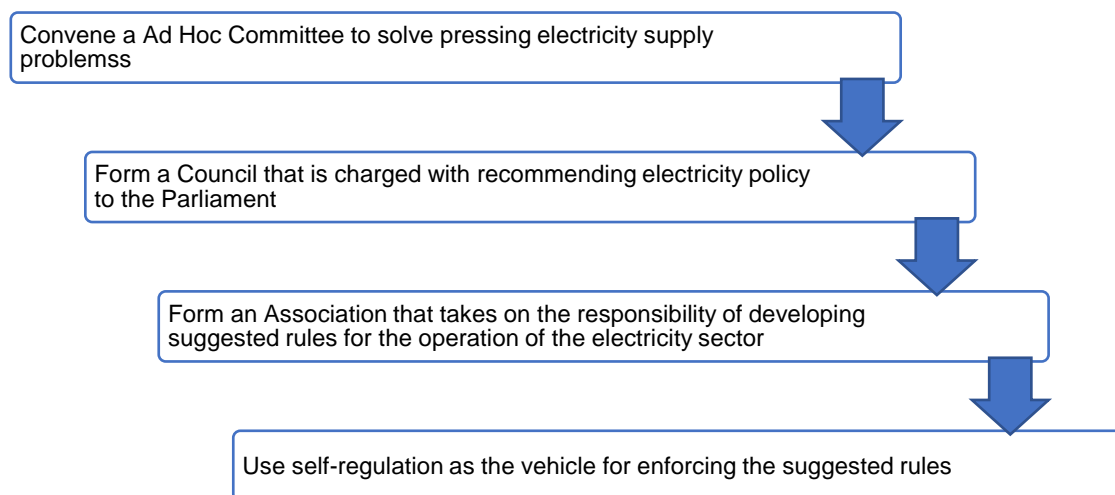 Convene a Ad Hoc Committee to solve pressing electricity supply
problemss
Form a Council that is charged with recommending electricity policy
to the Parliament
Form an Association that takes on the responsibility of developing
suggested rules for the operation of the electricity sector
Use self-regulation as the vehicle for enforcing the suggested rules